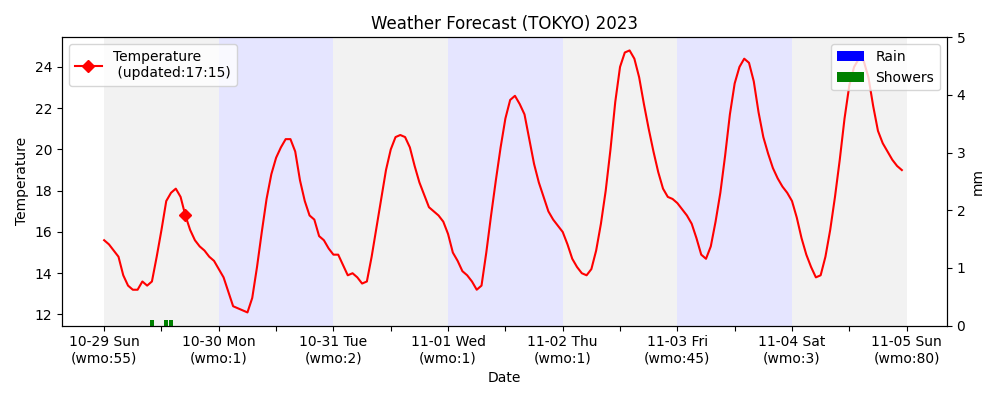 Weather Forecast (TOKYO) 2023
Temperature
(updated:17:15)
Rain
Showers
Temperature
24
22
20
18
16
14
12
5
4
3
2
1
0
mm
10-29 Sun
(wmo:55)
10-30 Mon
(wmo:1)
10-31 Tue
(wmo:2)
11-01 Wed
(wmo:1)
11-02 Thu
(wmo:1)
11-03 Fri
(wmo:45)
11-04 Sat
(wmo:3)
11-05 Sun
(wmo:80)
Date